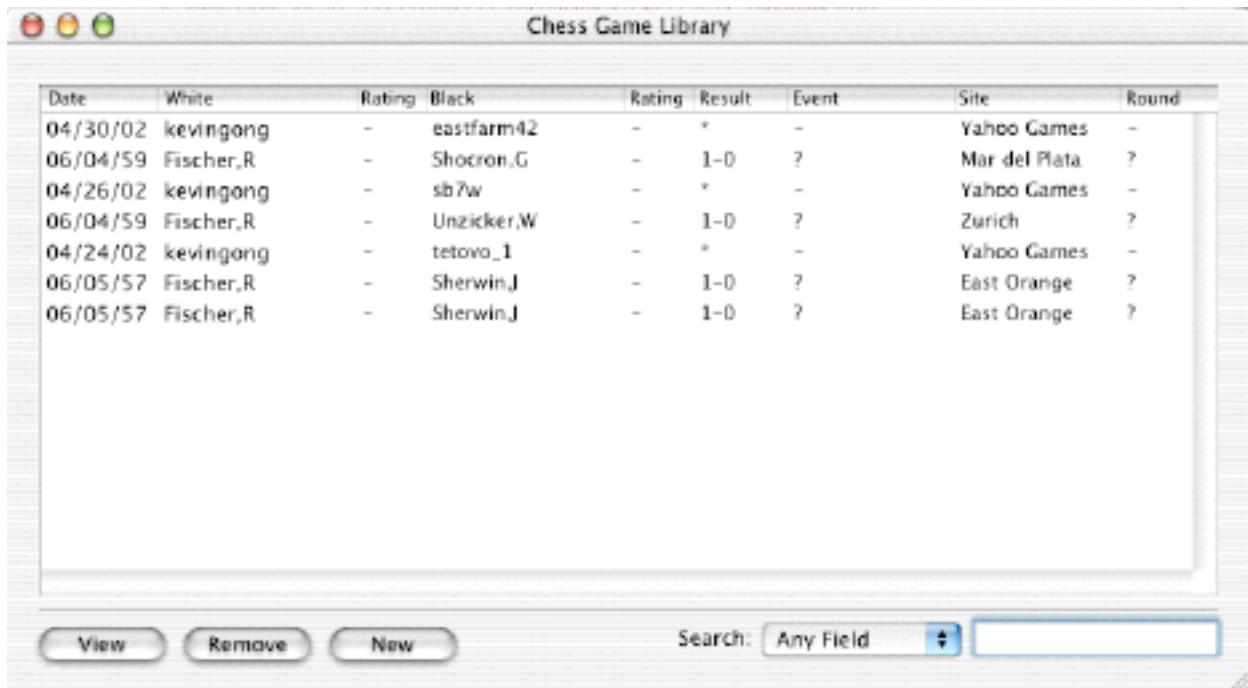 Chess Game Library
Date White Rating Black Rating Result Event Site Round
04/30/02 kevingong - eastfarm42 - * - Yahoo Games -
06/04/59 Fischer,R - Shocron,G - 1-0 ? Mar del Plata ?
04/26/02 kevingong - sb7w - * - Yahoo Games -
06/04/59 Fischer,R - Unzicker,W - 1-0 ? Zurich ?
04/24/02 kevingong - tetovo_1 - * - Yahoo Games -
06/05/57 Fischer,R - Sherwin,J - 1-0 ? East Orange ?
06/05/57 Fischer,R - Sherwin,J - 1-0 ? East Orange ?
View Remove New Search: Any Field